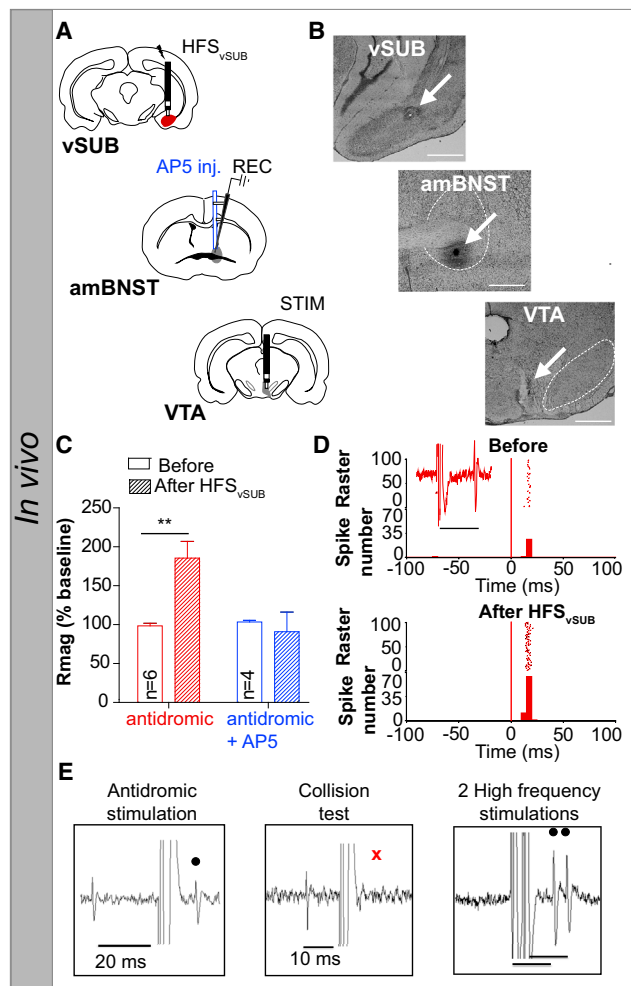 In vivo
A
HFSvSUB
vSUB
AP5 inj.
REC
amBNST
STIM
VTA
B
vSUB
amBNST
VTA
C
Before
After HFSvSUB
**
Rmag (% baseline)
250
200
150
100
50
0
n=6
n=4
antidromic
antidromic
+ AP5
D
Before
Spike Raster
number
100
50
0
70
35
0
-100 -50 0 50 100
Time (ms)
After HFSvSUB
Spike Raster
number
100
50
0
70
35
0
-100 -50 0 50 100
Time (ms)
E
Antidromic
stimulation
20 ms
Collision
test
x
10 ms
2 High frequency
stimulations